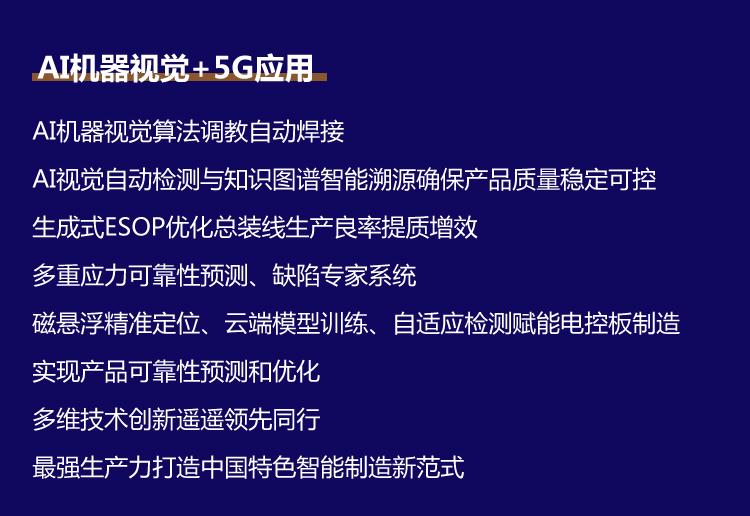 AI机器视觉+5G应用
AI机器视觉算法调教自动焊接
AI视觉自动检测与知识图谱智能溯源确保产品质量稳定可控
生成式ESOP优化总装线生产良率提质增效
多重应力可靠性预测、缺陷专家系统
磁悬浮精准定位、云端模型训练、自适应检测赋能电控板制造
实现产品可靠性预测和优化
多维技术创新遥遥领先同行
最强生产力打造中国特色智能制造新范式